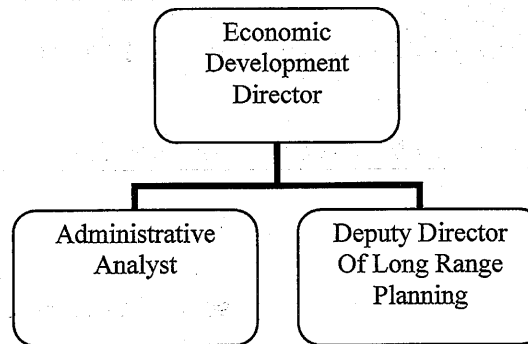 Economic
Development
Director
Administrative
Analyst
Deputy Director
Of Long Range
Planning